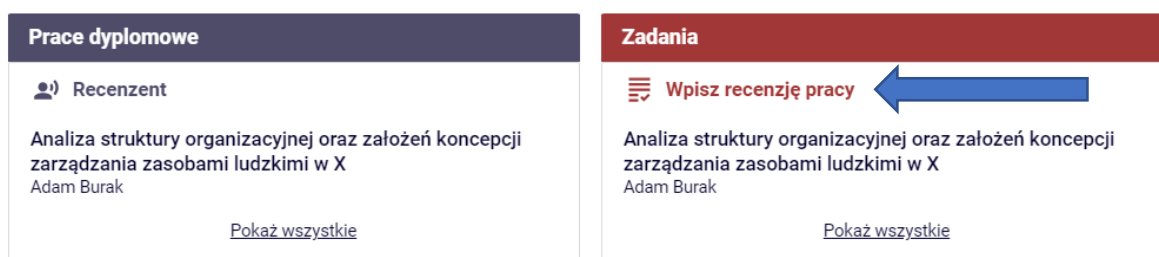 Prace dyplomowe
Recenzent
Analiza struktury organizacyjnej oraz założeń koncepcji
zarządzania zasobami ludzkimi w X
Adam Burak
Pokaż wszystkie
Zadania
Wpisz recenzję pracy
Analiza struktury organizacyjnej oraz założeń koncepcji
zarządzania zasobami ludzkimi w X
Adam Burak
Pokaż wszystkie